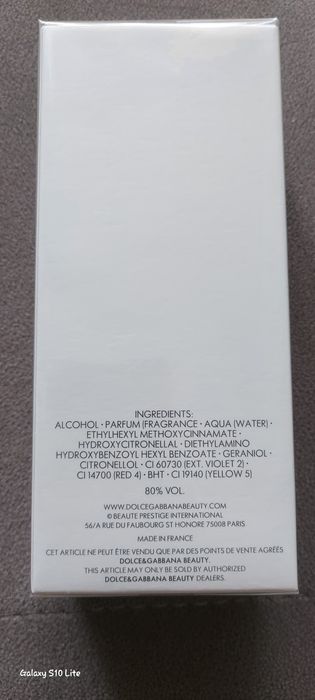 INGREDIENTS:
ALCOHOL · PARFUM (FRAGRANCE · AQUA (WATER) ·
ETHYLHEXYL METHOXYCINNAMATE ·
HYDROXYCITRONELLAL · DIETHYLAMINO
HYDROXYBENZOYL HEXYL BENZOATE · GERANIOL ·
CITRONELLOL · CI 60730 (EXT. VIOLET 2) ·
CI 14700 (RED 4) · BHT · CI 19140 (YELLOW 5)
80% VOL.
WWW.DOLCEGABBANABEAUTY.COM
© BEAUTE PRESTIGE INTERNATIONAL
56/A RUE DU FAUBOURG ST HONORE 75008 PARIS
MADE IN FRANCE
CET ARTICLE NE PEUT ÊTRE VENDU QUE PAR DES POINTS DE VENTE AGRÉÉS
DOLCE&GABBANA BEAUTY.
THIS ARTICLE MAY ONLY BE SOLD BY AUTHORIZED
DOLCE&GABBANA BEAUTY DEALERS.
Galaxy S10 Lite